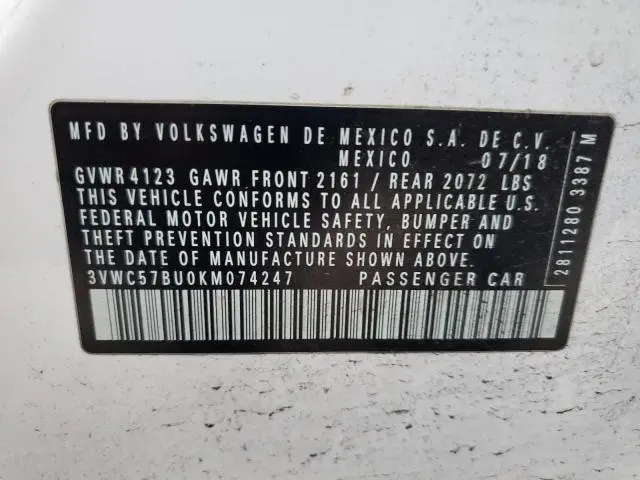 MFD BY VOLKSWAGEN DE MEXICO S.A. DE C.V.
MEXICO 07/18
GVWR 4123 GAWR FRONT 2161 / REAR 2072 LBS
THIS VEHICLE CONFORMS TO ALL APPLICABLE U.S.
FEDERAL MOTOR VEHICLE SAFETY, BUMPER AND
THEFT PREVENTION STANDARDS IN EFFECT ON
THE DATE OF MANUFACTURE SHOWN ABOVE.
3VWC57BU0KM074247 PASSENGER CAR
2811280 3387 M